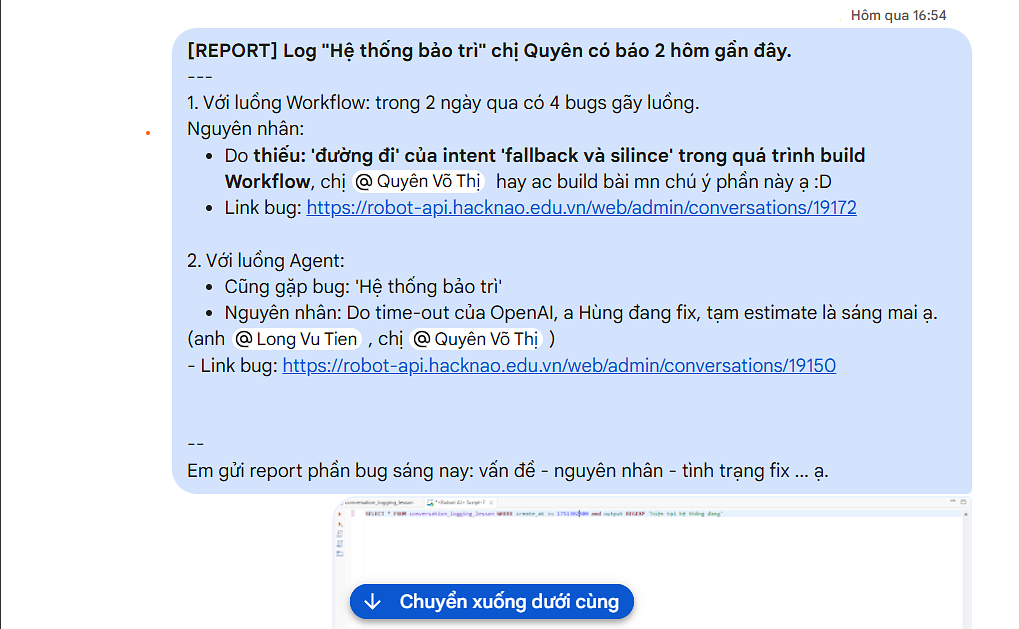 Hôm qua 16:54
[REPORT] Log "Hệ thống bảo trì" chị Quyên có báo 2 hôm gần đây.
---
1. Với luồng Workflow: trong 2 ngày qua có 4 bugs gãy luồng.
Nguyên nhân:
• Do thiếu: 'đường đi' của intent 'fallback và silince' trong quá trình build
Workflow, chị @ Quyên Võ Thị hay ac build bài mn chú ý phần này ạ :D
• Link bug: https://robot-api.hacknao.edu.vn/web/admin/conversations/19172
2. Với luồng Agent:
• Cũng gặp bug: 'Hệ thống bảo trì'
• Nguyên nhân: Do time-out của OpenAI, a Hùng đang fix, tạm estimate là sáng mai ạ.
(anh @ Long Vu Tien , chị @ Quyên Võ Thị )
- Link bug: https://robot-api.hacknao.edu.vn/web/admin/conversations/19150
--
Em gửi report phần bug sáng nay: vấn đề - nguyên nhân - tình trạng fix ... ạ.
conversation_logging_lesson
SELECT * FROM conversation_logging_lesson WHERE create_at >= and output REGEXP 'hiện tại hệ thống đang'
↓ Chuyển xuống dưới cùng